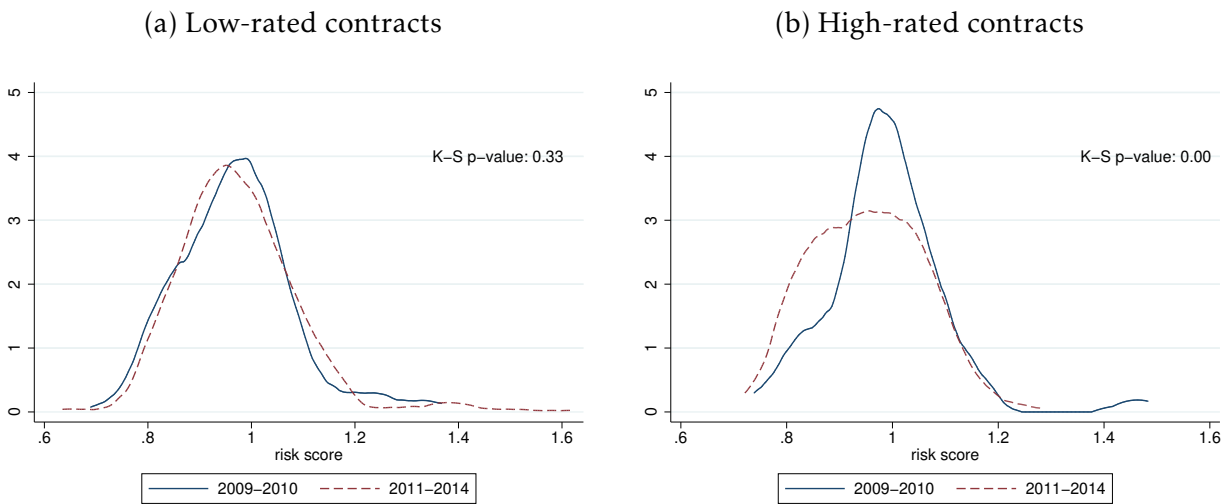 (a) Low-rated contracts
5
4
3
2
1
0
K-S p-value: 0.33
.6 .8 1 1.2 1.4 1.6
risk score
2009-2010 2011-2014
(b) High-rated contracts
5
4
3
2
1
0
K-S p-value: 0.00
.6 .8 1 1.2 1.4 1.6
risk score
2009-2010 2011-2014